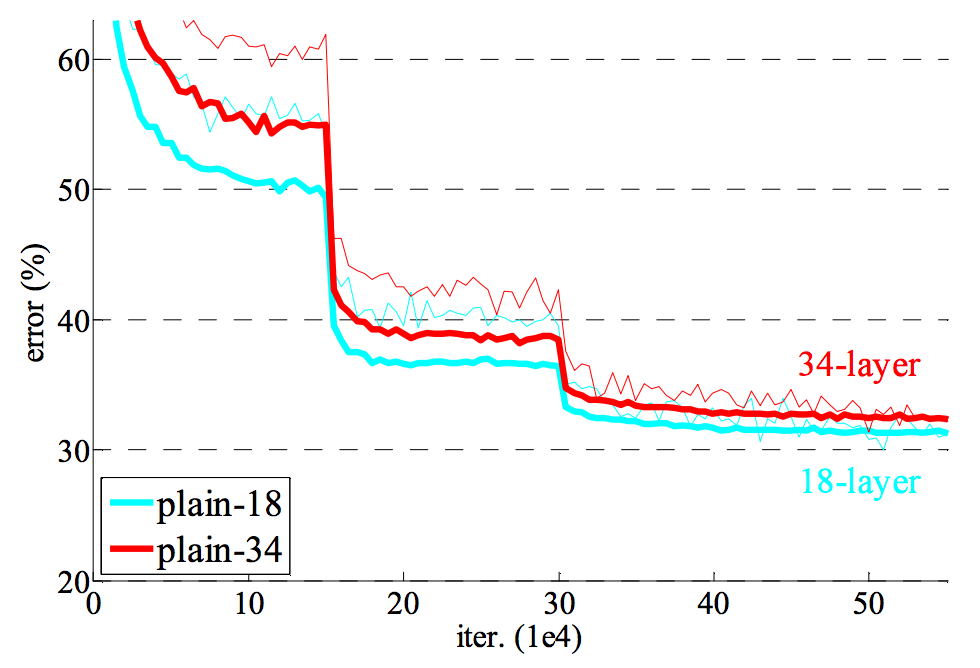 60
50
40
30
20
error (%)
34-layer
18-layer
plain-18
plain-34
0 10 20 30 40 50
iter. (1e4)